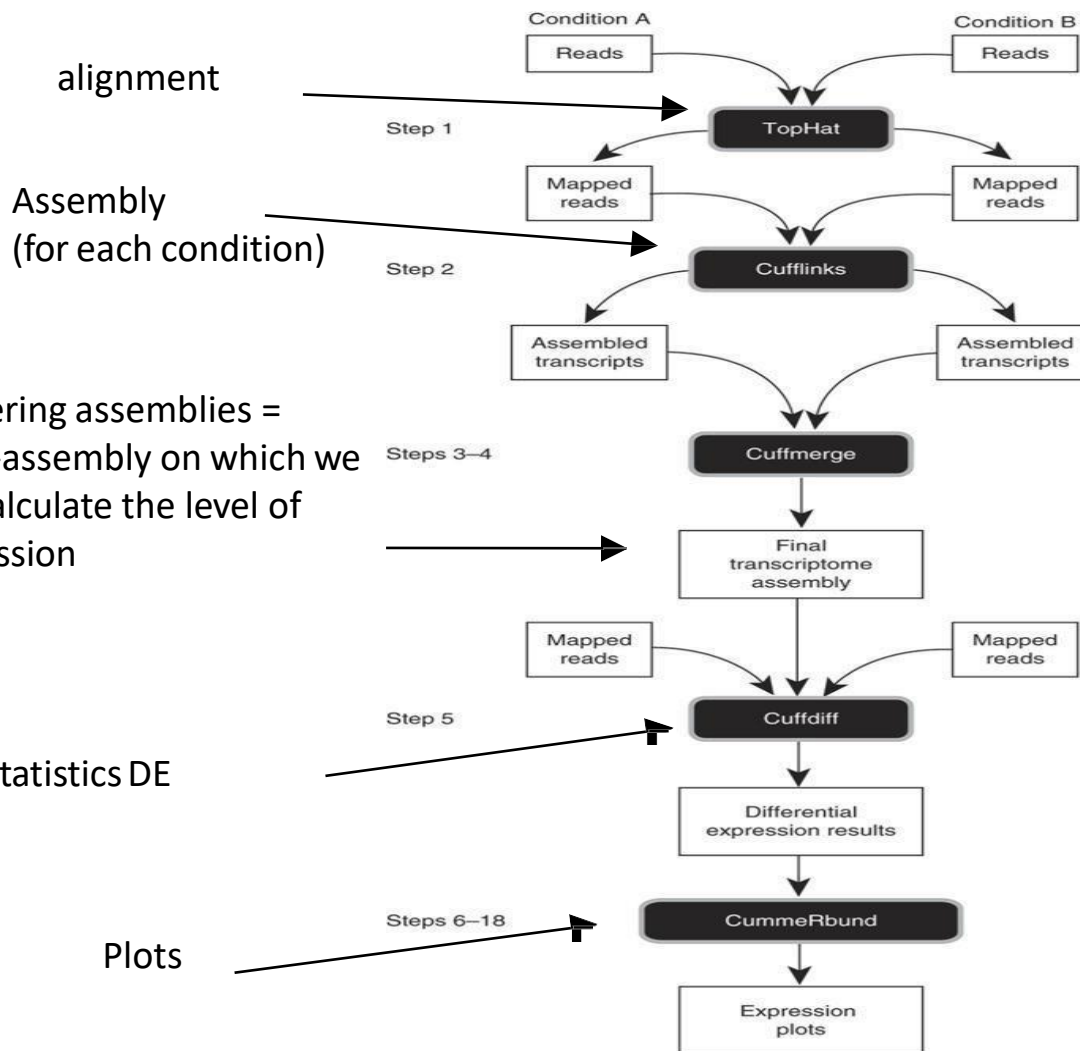 Condition A
Condition B
Reads
Reads
alignment
Step 1
TopHat
Mapped
reads
Mapped
reads
Assembly
(for each condition)
Step 2
Cufflinks
Assembled
transcripts
Assembled
transcripts
ering assemblies =
-assembly on which we
alculate the level of
ssion
Steps 3–4
Cuffmerge
Final
transcriptome
assembly
Mapped
reads
Mapped
reads
Step 5
Cuffdiff
tatistics DE
Differential
expression results
Steps 6–18
CummeRbund
Plots
Expression
plots